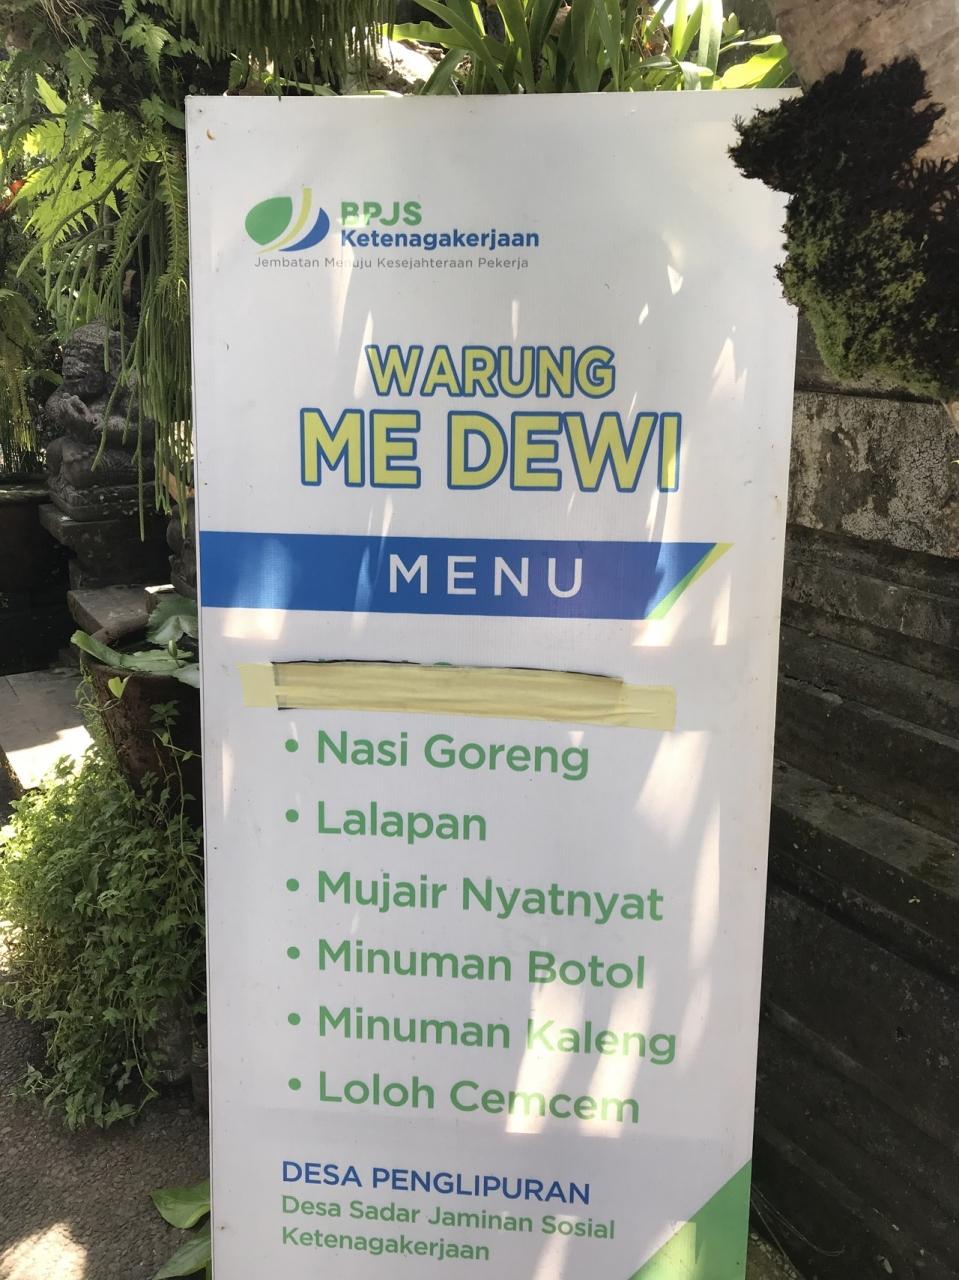 BPJS
Ketenagakerjaan
Jembatan Menuju Kesejahteraan Pekerja
WARUNG
ME DEWI
MENU
• Nasi Goreng
• Lalapan
• Mujair Nyatnyat
• Minuman Botol
• Minuman Kaleng
• Loloh Cemcem
DESA PENGLIPURAN
Desa Sadar Jaminan Sosial
Ketenagakerjaan